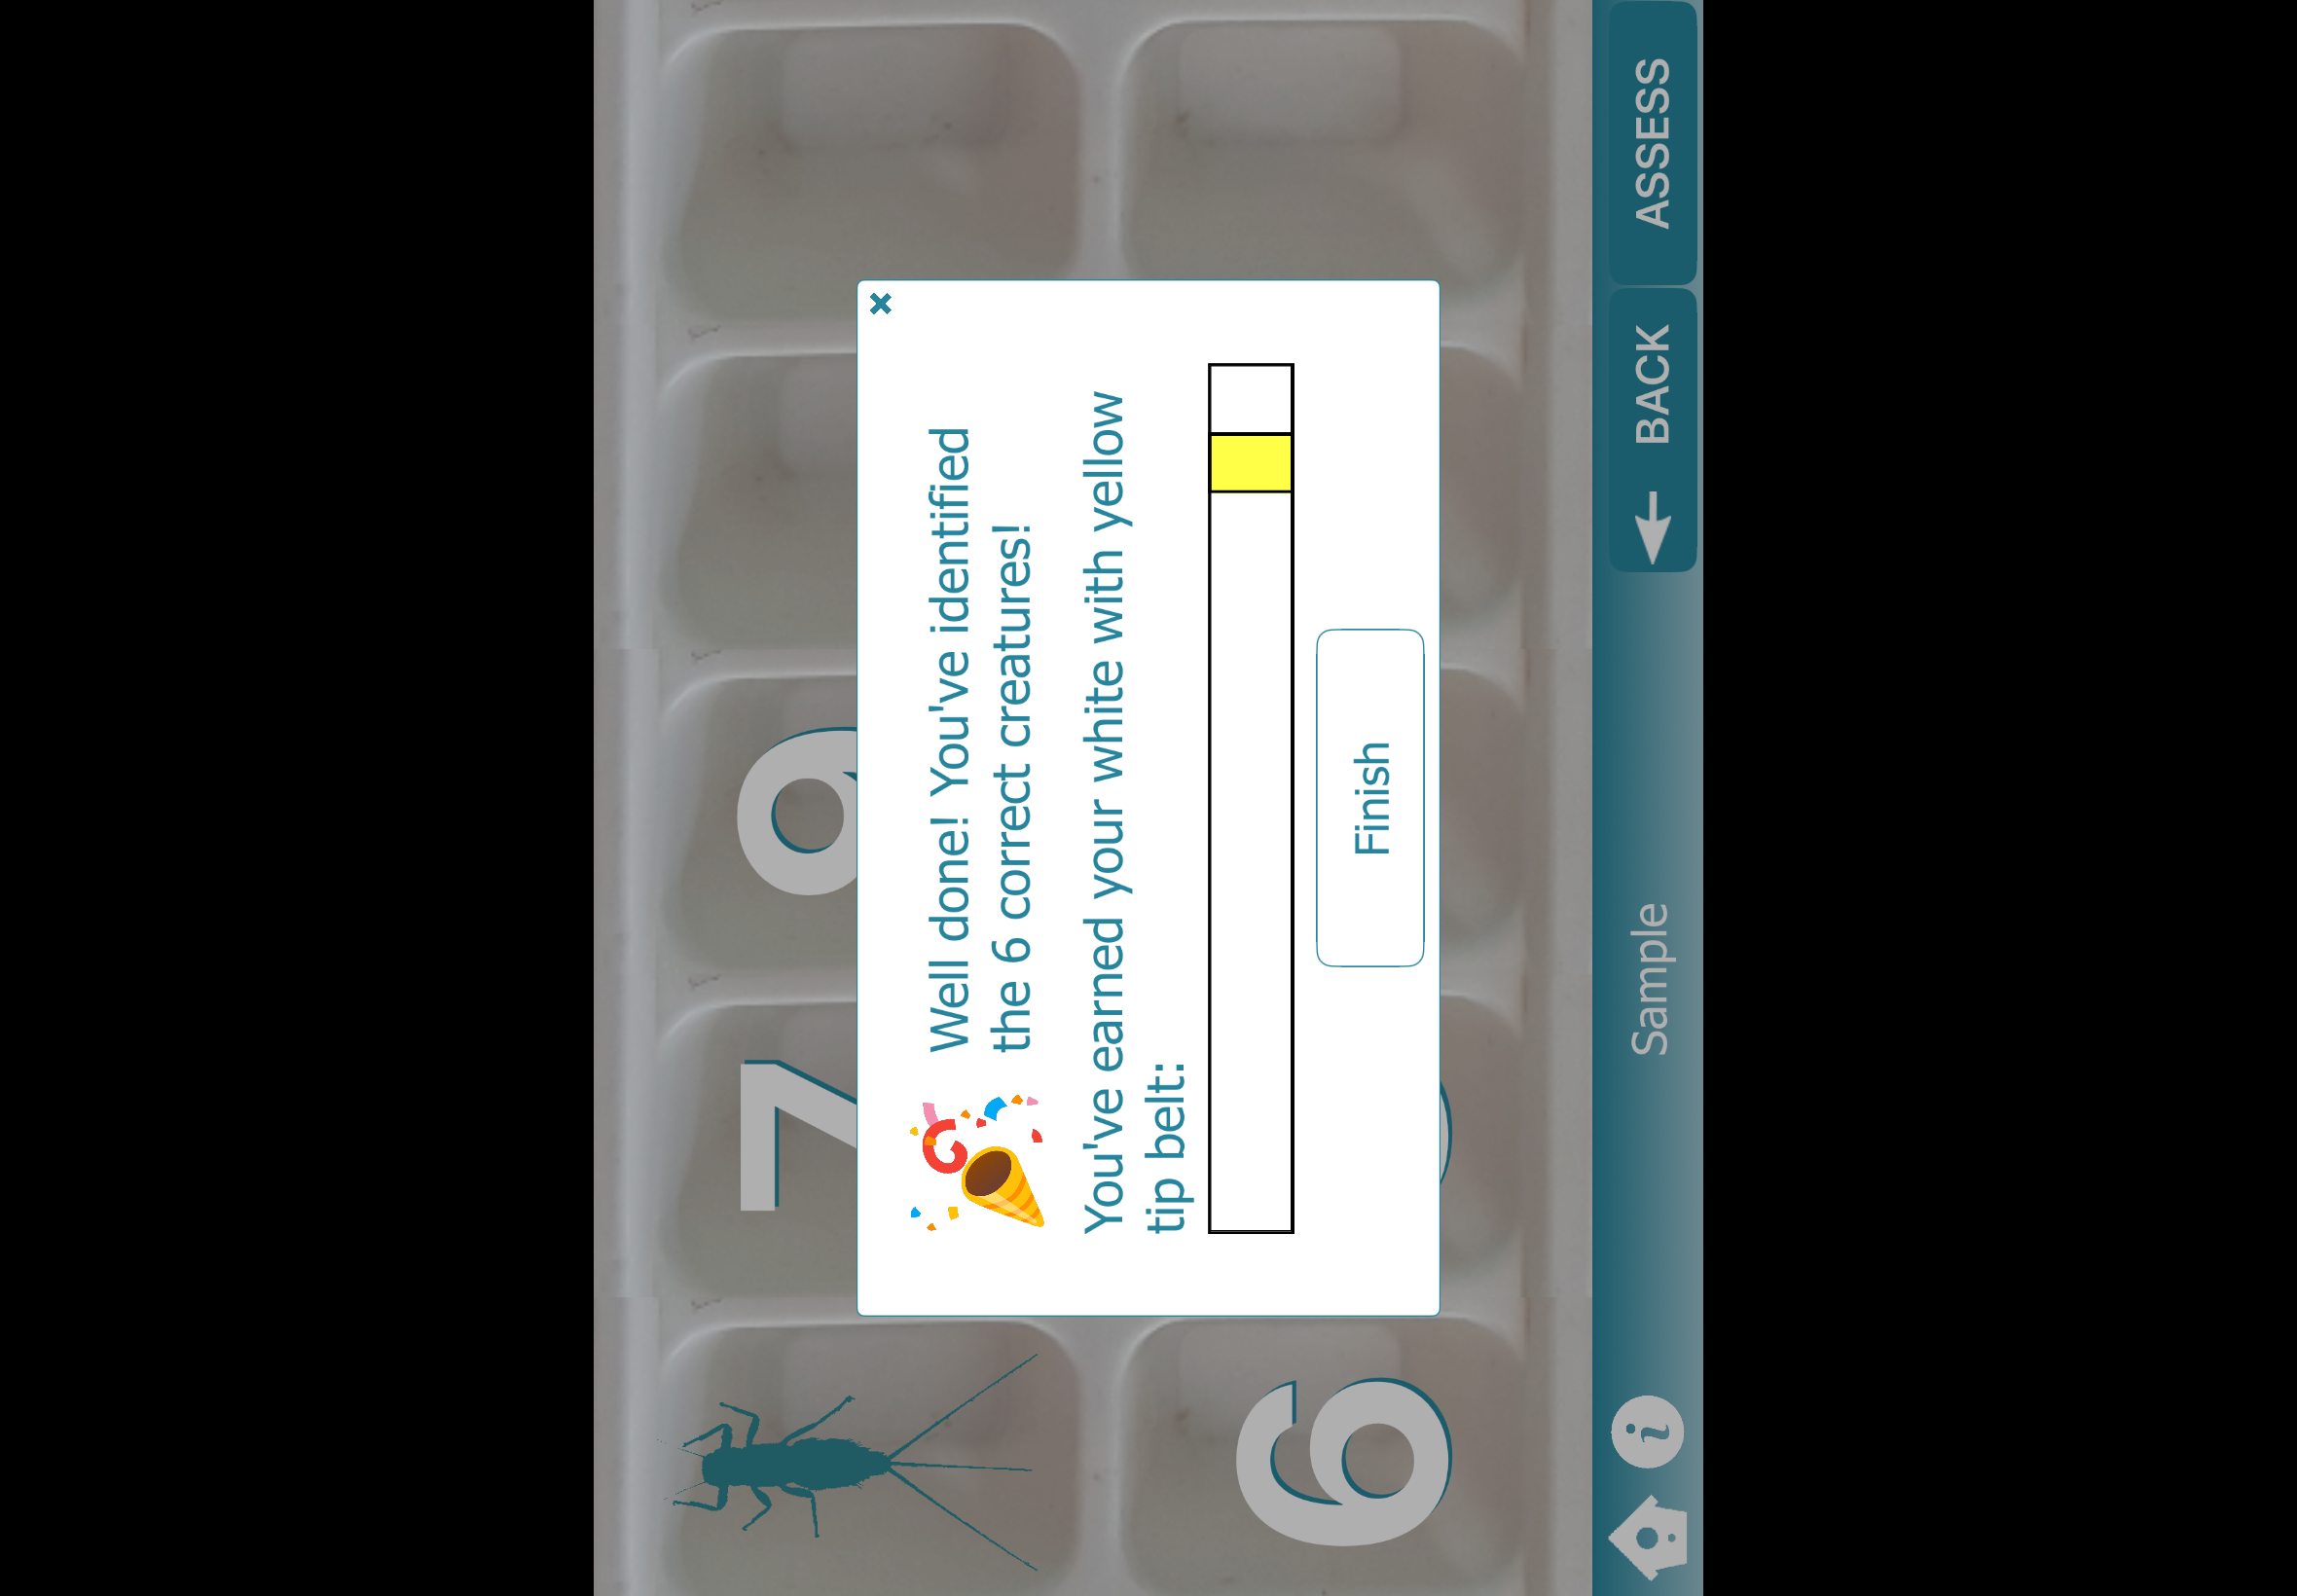 7 9
Well done! You've identified
the 6 correct creatures!
You've earned your white with yellow
tip belt:
Finish
6
i Sample BACK ASSESS